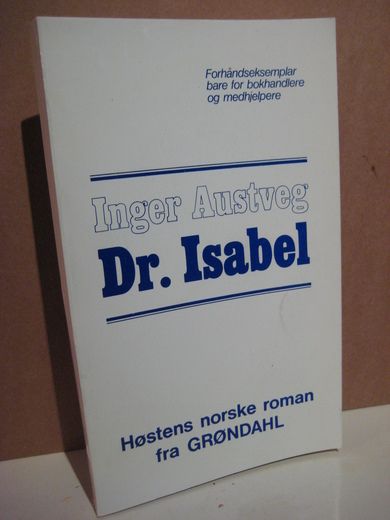 Forhåndseksemplar
bare for bokhandlere
og medhjelpere
Inger Austveg
Dr. Isabel
Høstens norske roman
fra GRØNDAHL